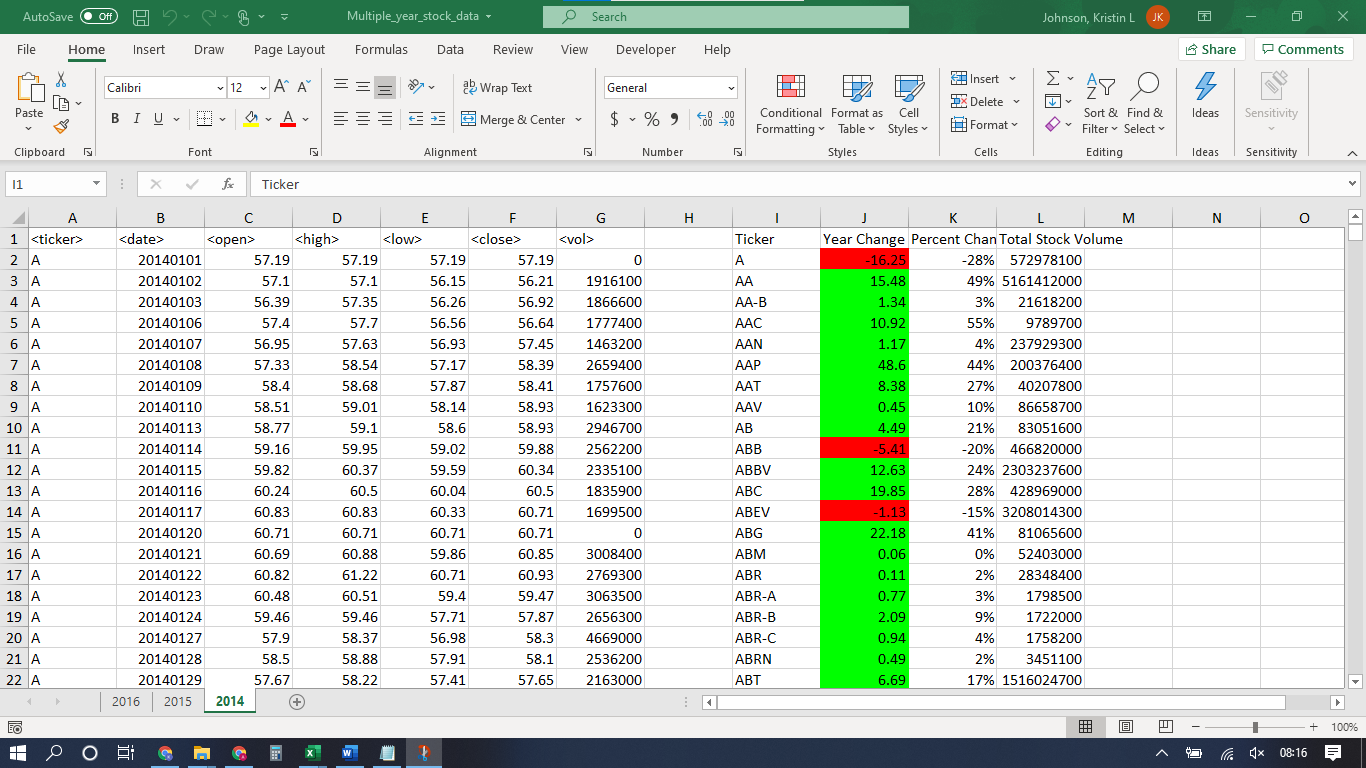 AutoSave Off Multiple_year_stock_data Search Johnson, Kristin L JK
File Home Insert Draw Page Layout Formulas Data Review View Developer Help Share Comments
Paste Calibri 12 A A Wrap Text General Conditional Formatting Format as Table Cell Styles Insert Sort & Filter Find & Select Ideas Sensitivity
B I U A Merge & Center $ % 9 Delete
Format
Clipboard Font Alignment Number Styles Cells Editing Ideas Sensitivity
I1 fx Ticker
A B C D E F G H I J K L M N O
1 <ticker> <date> <open> <high> <low> <close> <vol> Ticker Year Change Percent Chan Total Stock Volume
2 A 20140101 57.19 57.19 57.19 57.19 0 A -16.25 -28% 572978100
3 A 20140102 57.1 57.1 56.15 56.21 1916100 AA 15.48 49% 5161412000
4 A 20140103 56.39 57.35 56.26 56.92 1866600 AA-B 1.34 3% 21618200
5 A 20140106 57.4 57.7 56.56 56.64 1777400 AAC 10.92 55% 9789700
6 A 20140107 56.95 57.63 56.93 57.45 1463200 AAN 1.17 4% 237929300
7 A 20140108 57.33 58.54 57.17 58.39 2659400 AAP 48.6 44% 200376400
8 A 20140109 58.4 58.68 57.87 58.41 1757600 AAT 8.38 27% 40207800
9 A 20140110 58.51 59.01 58.14 58.93 1623300 AAV 0.45 10% 86658700
10 A 20140113 58.77 59.1 58.6 58.93 2946700 AB 4.49 21% 83051600
11 A 20140114 59.16 59.95 59.02 59.88 2562200 ABB -5.41 -20% 466820000
12 A 20140115 59.82 60.37 59.59 60.34 2335100 ABBV 12.63 24% 2303237600
13 A 20140116 60.24 60.5 60.04 60.5 1835900 ABC 19.85 28% 428969000
14 A 20140117 60.83 60.83 60.33 60.71 1699500 ABEV -1.13 -15% 3208014300
15 A 20140120 60.71 60.71 60.71 60.71 0 ABG 22.18 41% 81065600
16 A 20140121 60.69 60.88 59.86 60.85 3008400 ABM 0.06 0% 52403000
17 A 20140122 60.82 61.22 60.71 60.93 2769300 ABR 0.11 2% 28348400
18 A 20140123 60.48 60.51 59.4 59.47 3063500 ABR-A 0.77 3% 1798500
19 A 20140124 59.46 59.46 57.71 57.87 2656300 ABR-B 2.09 9% 1722000
20 A 20140127 57.9 58.37 56.98 58.3 4669000 ABR-C 0.94 4% 1758200
21 A 20140128 58.5 58.88 57.91 58.1 2536200 ABRN 0.49 2% 3451100
22 A 20140129 57.67 58.22 57.41 57.65 2163000 ABT 6.69 17% 1516024700
2016 2015 2014
100%
08:16